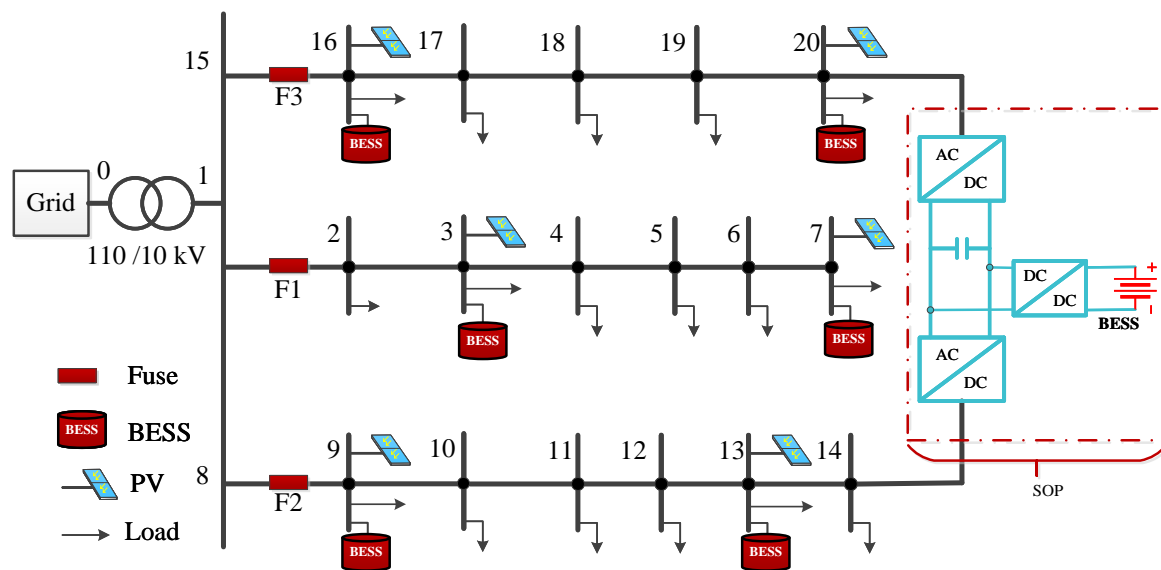 15
16
17
18
19
20
F3
BESS
BESS
AC
DC
0
1
Grid
110 /10 kV
2
3
4
5
6
7
F1
BESS
BESS
DC
DC
+
-
BESS
AC
DC
Fuse
BESS
BESS
PV
Load
8
9
10
11
12
13
14
F2
BESS
BESS
SOP